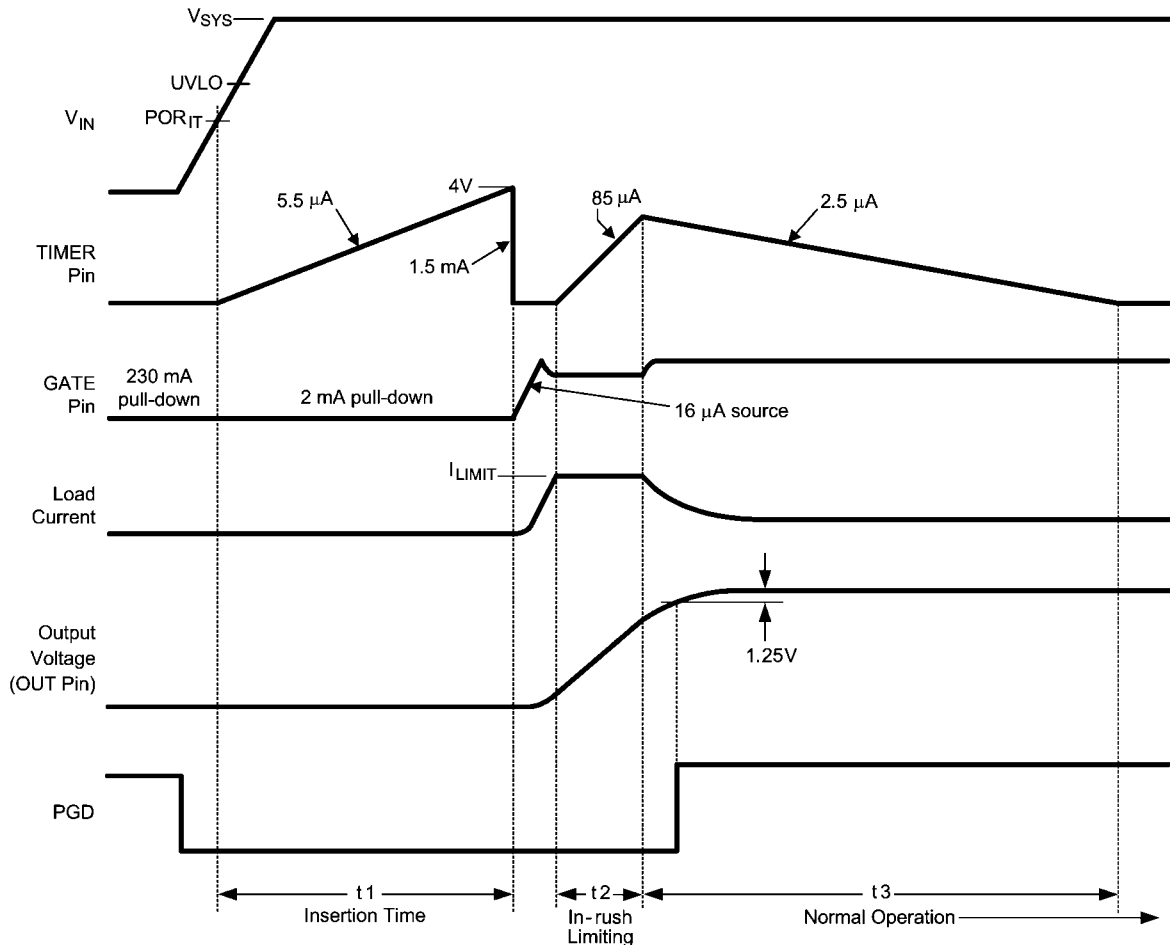 VSYS
UVLO
PORIT
VIN
4V
5.5 µA
1.5 mA
85 µA
2.5 µA
TIMER
Pin
GATE
Pin
230 mA
pull-down
2 mA pull-down
16 µA source
ILIMIT
Load
Current
Output
Voltage
(OUT Pin)
1.25V
PGD
t1
Insertion Time
t2
In-rush
Limiting
t3
Normal Operation